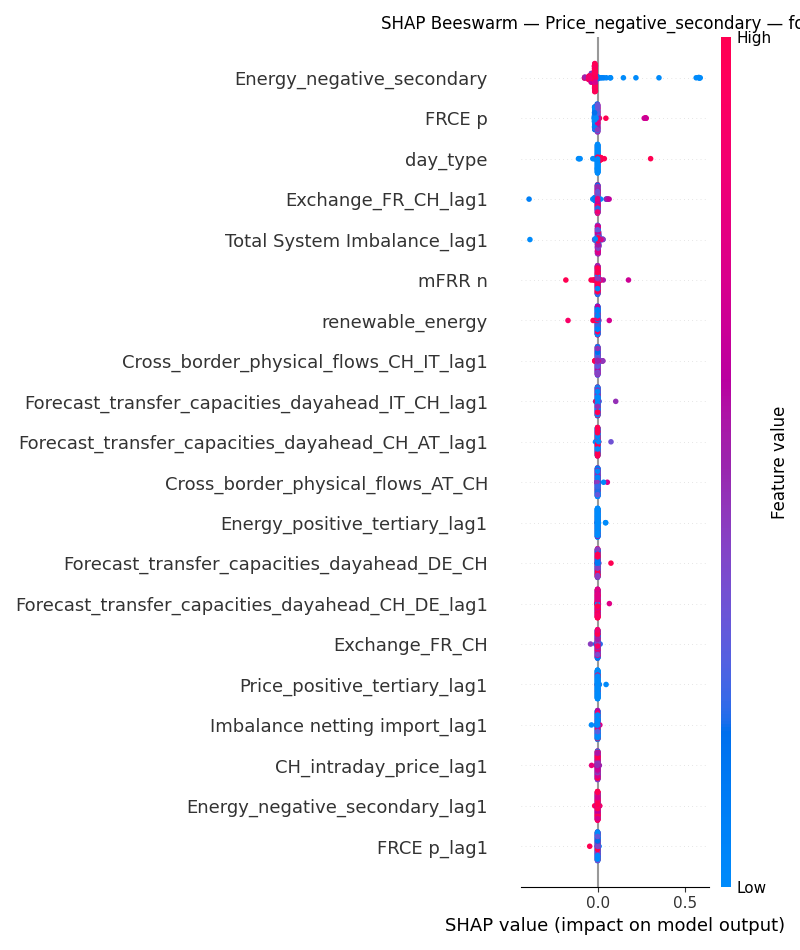 SHAP Beeswarm — Price_negative_secondary — fo
High
Energy_negative_secondary
FRCE p
day_type
Exchange_FR_CH_lag1
Total System Imbalance_lag1
mFRR n
renewable_energy
Cross_border_physical_flows_CH_IT_lag1
Forecast_transfer_capacities_dayahead_IT_CH_lag1
Forecast_transfer_capacities_dayahead_CH_AT_lag1
Cross_border_physical_flows_AT_CH
Energy_positive_tertiary_lag1
Forecast_transfer_capacities_dayahead_DE_CH
Forecast_transfer_capacities_dayahead_CH_DE_lag1
Exchange_FR_CH
Price_positive_tertiary_lag1
Imbalance netting import_lag1
CH_intraday_price_lag1
Energy_negative_secondary_lag1
FRCE p_lag1
Feature value
Low
0.0 0.5
SHAP value (impact on model output)